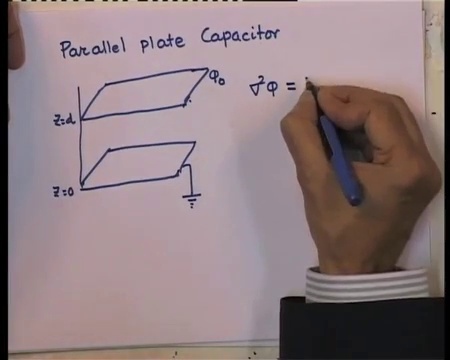 Parallel plate Capacitor
φ₀
z=d
∇²φ =
z=0